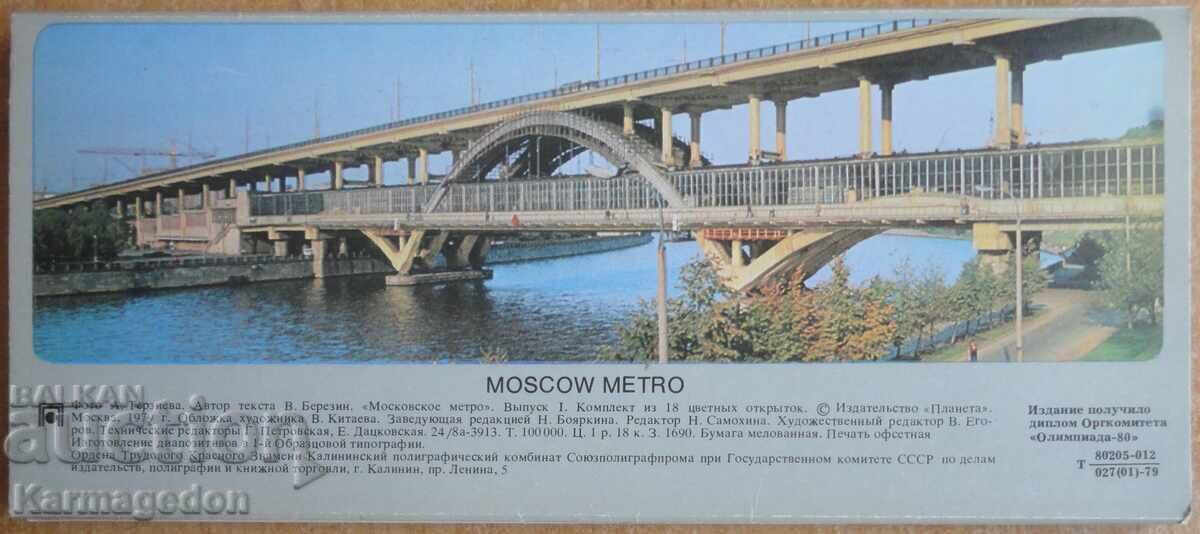 MOSCOW METRO
Фото А. Герзиева. Автор текста В. Березин. «Московское метро». Выпуск I. Комплект из 18 цветных открыток. © Издательство «Планета».
Москва. 1979 г. Обложка художника В. Китаева. Заведующая редакцией Н. Бояркина. Редактор Н. Самохина. Художественный редактор В. Его-
ров. Технические редакторы Г. Петровская, Е. Дацковская. 24/8а-3913. Т. 100000. Ц. 1 р. 18 к. З. 1690. Бумага мелованная. Печать офсетная
Изготовление диапозитивов в 1-й Образцовой типографии.
Ордена Трудового Красного Знамени Калининский полиграфический комбинат Союзполиграфпрома при Государственном комитете СССР по делам
издательств, полиграфии и книжной торговли, г. Калинин, пр. Ленина, 5
Издание получило
диплом Оргкомитета
«Олимпиада-80»
Т 80205-012
027(01)-79
BALKAN
auction
Karmagedon